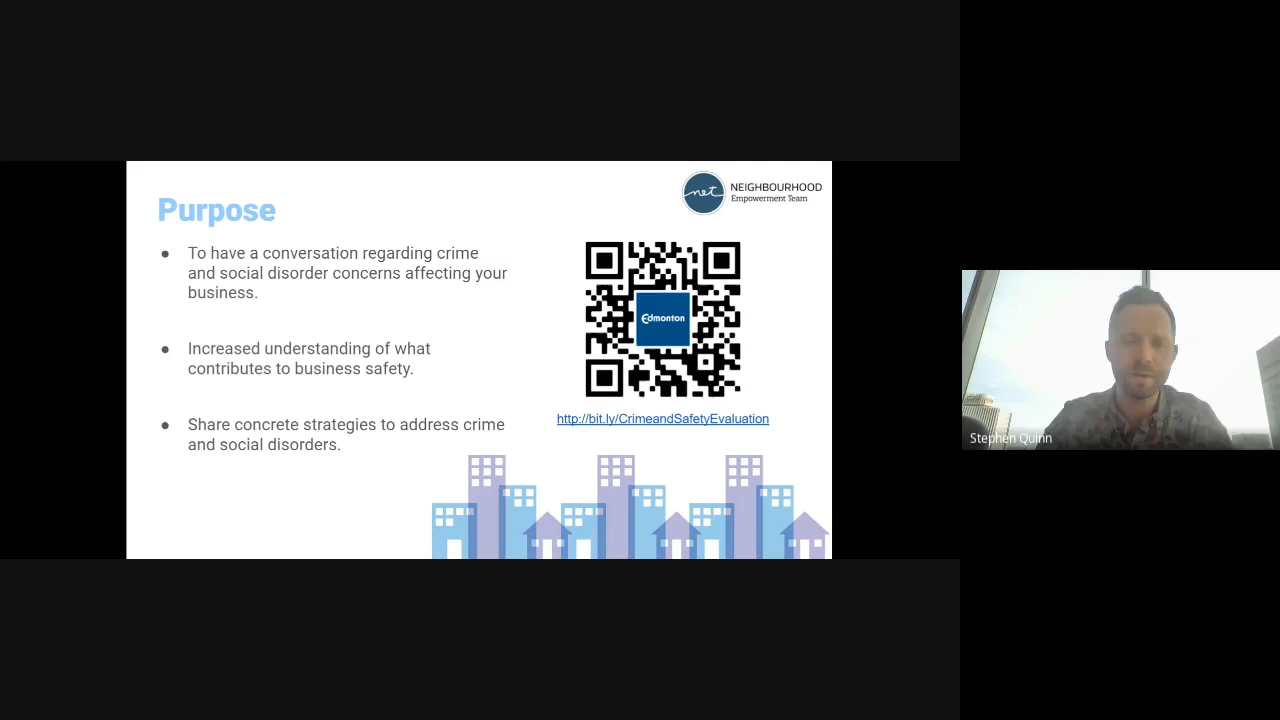 Purpose
net
NEIGHBOURHOOD
Empowerment Team
● To have a conversation regarding crime
and social disorder concerns affecting your
business.
● Increased understanding of what
contributes to business safety.
● Share concrete strategies to address crime
and social disorders.
Edmonton
http://bit.ly/CrimeandSafetyEvaluation
Stephen Quinn